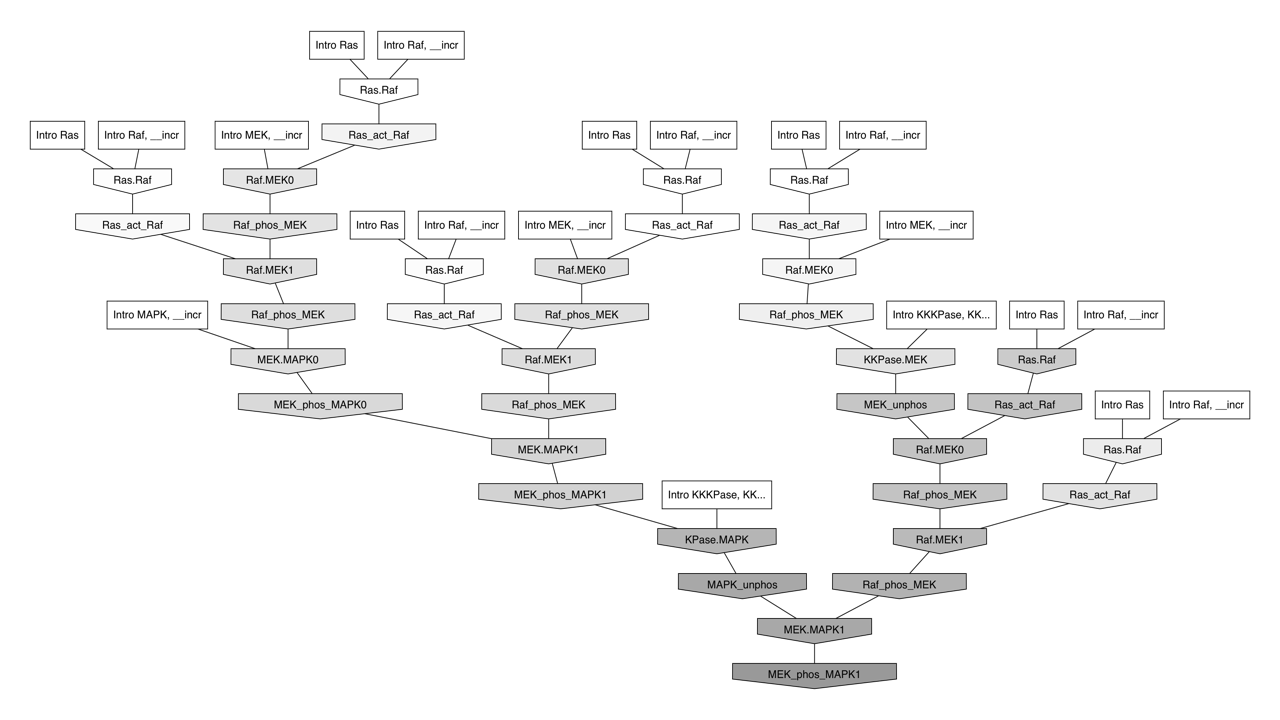 Intro Ras
Intro Raf, __incr
Ras.Raf
Intro Ras
Intro Raf, __incr
Intro MEK, __incr
Ras_act_Raf
Intro Ras
Intro Raf, __incr
Intro Ras
Intro Raf, __incr
Ras.Raf
Raf.MEK0
Ras.Raf
Ras.Raf
Ras_act_Raf
Raf_phos_MEK
Intro Ras
Intro Raf, __incr
Intro MEK, __incr
Ras_act_Raf
Ras_act_Raf
Intro MEK, __incr
Raf.MEK1
Ras.Raf
Raf.MEK0
Raf.MEK0
Intro MAPK, __incr
Raf_phos_MEK
Ras_act_Raf
Raf_phos_MEK
Raf_phos_MEK
Intro KKKPase, KK...
Intro Ras
Intro Raf, __incr
MEK.MAPK0
Raf.MEK1
KKPase.MEK
Ras.Raf
MEK_phos_MAPK0
Raf_phos_MEK
MEK_unphos
Ras_act_Raf
Intro Ras
Intro Raf, __incr
MEK.MAPK1
Raf.MEK0
Ras.Raf
MEK_phos_MAPK1
Intro KKKPase, KK...
Raf_phos_MEK
Ras_act_Raf
KPase.MAPK
Raf.MEK1
MAPK_unphos
Raf_phos_MEK
MEK.MAPK1
MEK_phos_MAPK1